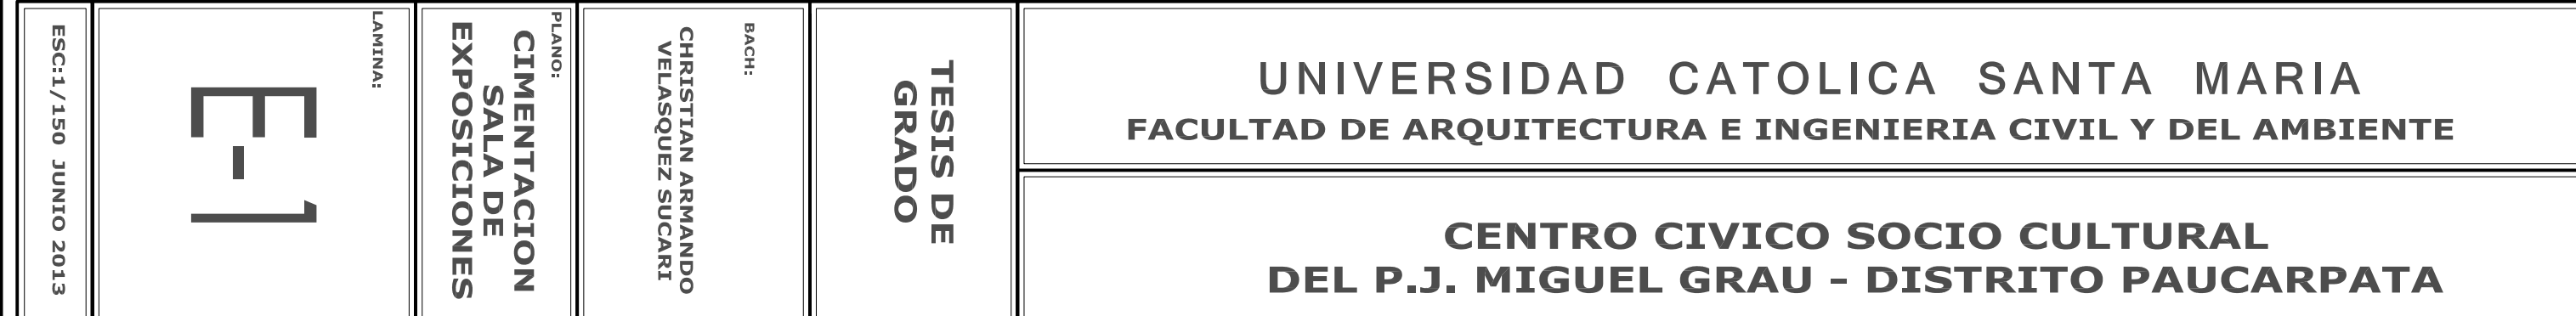 UNIVERSIDAD CATOLICA SANTA MARIA
FACULTAD DE ARQUITECTURA E INGENIERIA CIVIL Y DEL AMBIENTE
CENTRO CIVICO SOCIO CULTURAL
DEL P.J. MIGUEL GRAU - DISTRITO PAUCARPATA
TESIS DE
GRADO
BACH:
CHRISTIAN ARMANDO
VELASQUEZ SUCARI
PLANO:
CIMENTACION
SALA DE
EXPOSICIONES
LAMINA:
E-1
ESC:1/150 JUNIO 2013